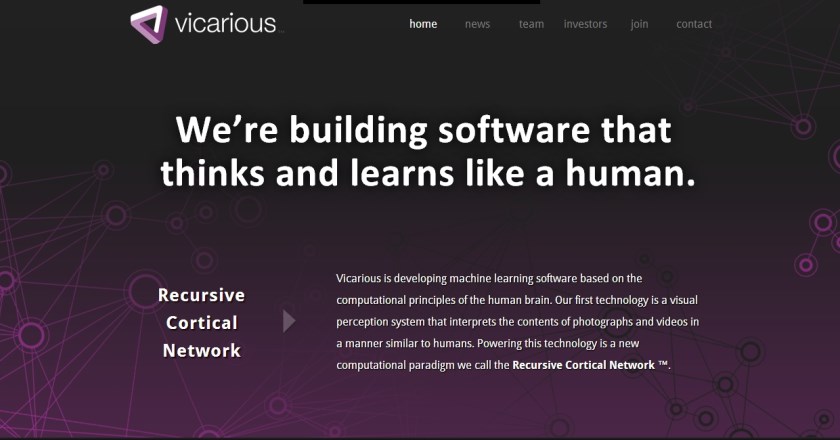 vicarious
home news team investors join contact
We're building software that
thinks and learns like a human.
Recursive
Cortical
Network
Vicarious is developing machine learning software based on the
computational principles of the human brain. Our first technology is a visual
perception system that interprets the contents of photographs and videos in
a manner similar to humans. Powering this technology is a new
computational paradigm we call the Recursive Cortical Network ™.